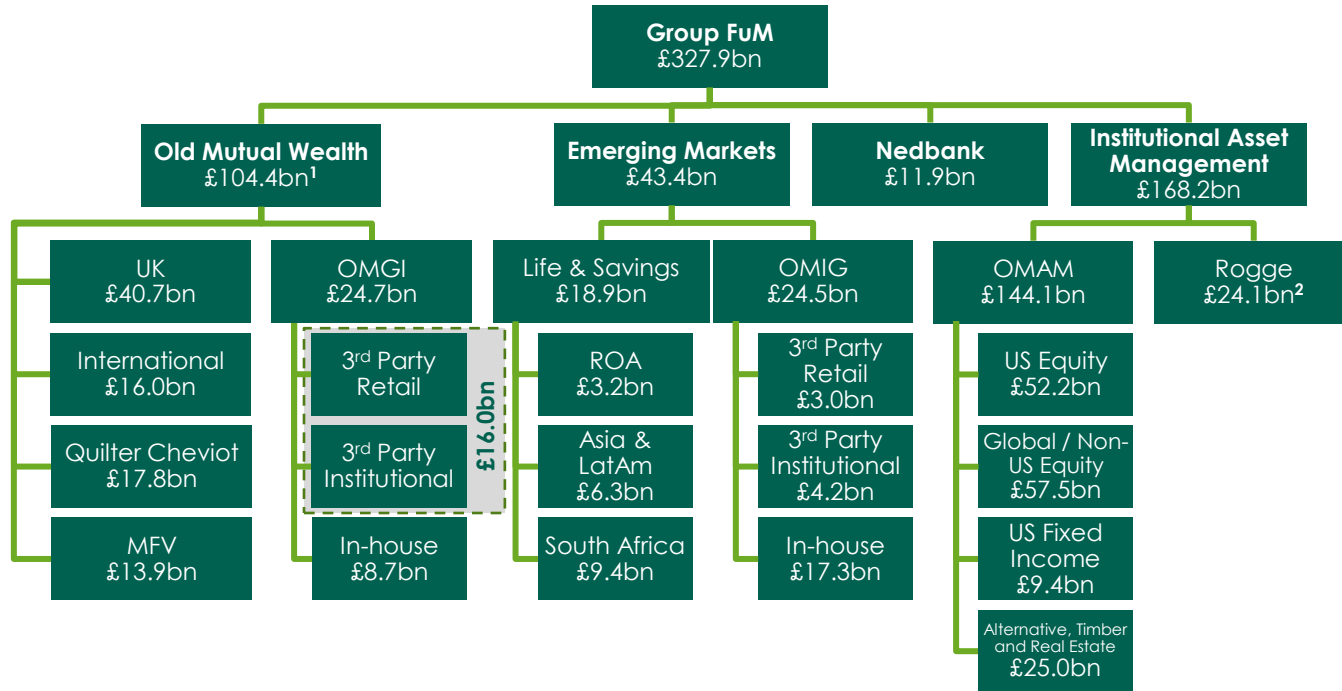 Group FuM
£327.9bn
Old Mutual Wealth
£104.4bn¹
Emerging Markets
£43.4bn
Nedbank
£11.9bn
Institutional Asset
Management
£168.2bn
UK
£40.7bn
International
£16.0bn
Quilter Cheviot
£17.8bn
MFV
£13.9bn
OMGI
£24.7bn
3rd Party
Retail
3rd Party
Institutional
£16.0bn
In-house
£8.7bn
Life & Savings
£18.9bn
ROA
£3.2bn
Asia &
LatAm
£6.3bn
South Africa
£9.4bn
OMIG
£24.5bn
3rd Party
Retail
£3.0bn
3rd Party
Institutional
£4.2bn
In-house
£17.3bn
OMAM
£144.1bn
US Equity
£52.2bn
Global / Non-
US Equity
£57.5bn
US Fixed
Income
£9.4bn
Alternative, Timber
and Real Estate
£25.0bn
Rogge
£24.1bn²